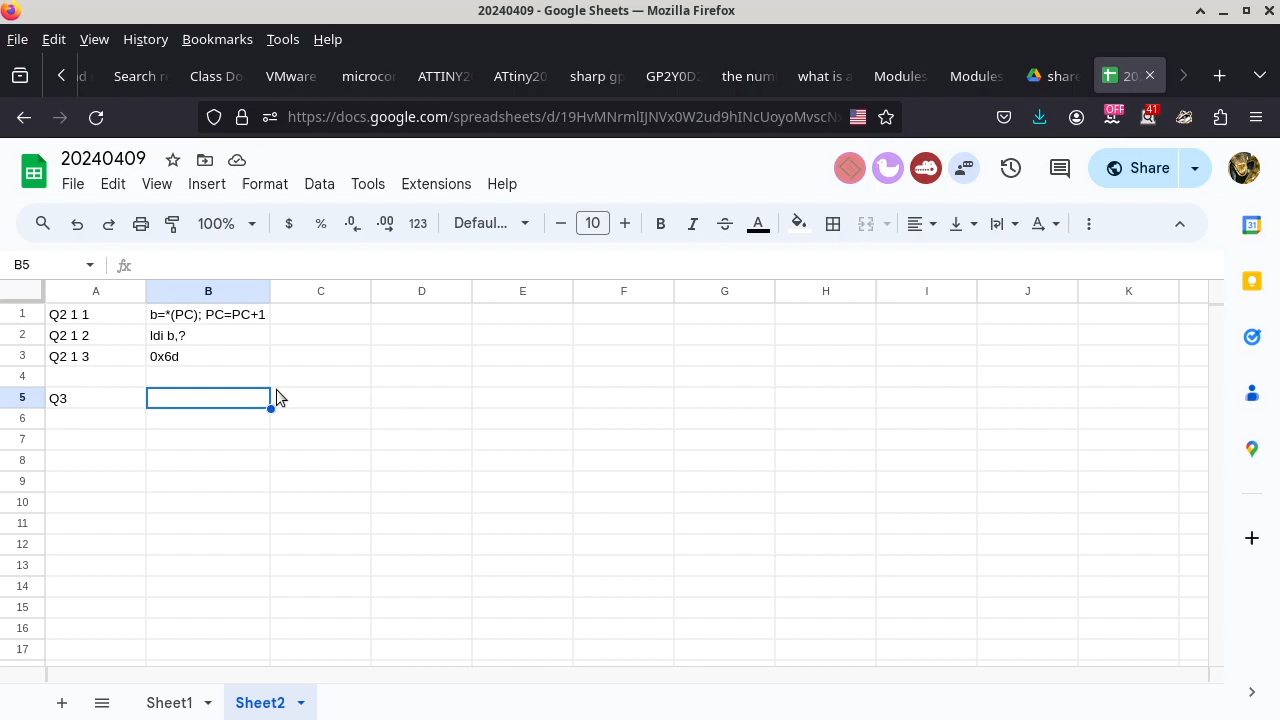 20240409 - Google Sheets — Mozilla Firefox
File Edit View History Bookmarks Tools Help
Search r Class Do VMware microcon ATTINY2 ATtiny20 sharp gp GP2Y0D2 the num what is a Modules Modules share 20
https://docs.google.com/spreadsheets/d/19HvMNrmlIJNVx0W2ud9hINcUoyoMvscN OFF 41
20240409
Share
File Edit View Insert Format Data Tools Extensions Help
100% $ % .0 .00 123 Defaul... 10 B I A
B5 fx
A B C D E F G H I J K
1 Q2 1 1 b=*(PC); PC=PC+1
2 Q2 1 2 ldi b,?
3 Q2 1 3 0x6d
4
5 Q3
6
7
8
9
10
11
12
13
14
15
16
17
Sheet1 Sheet2